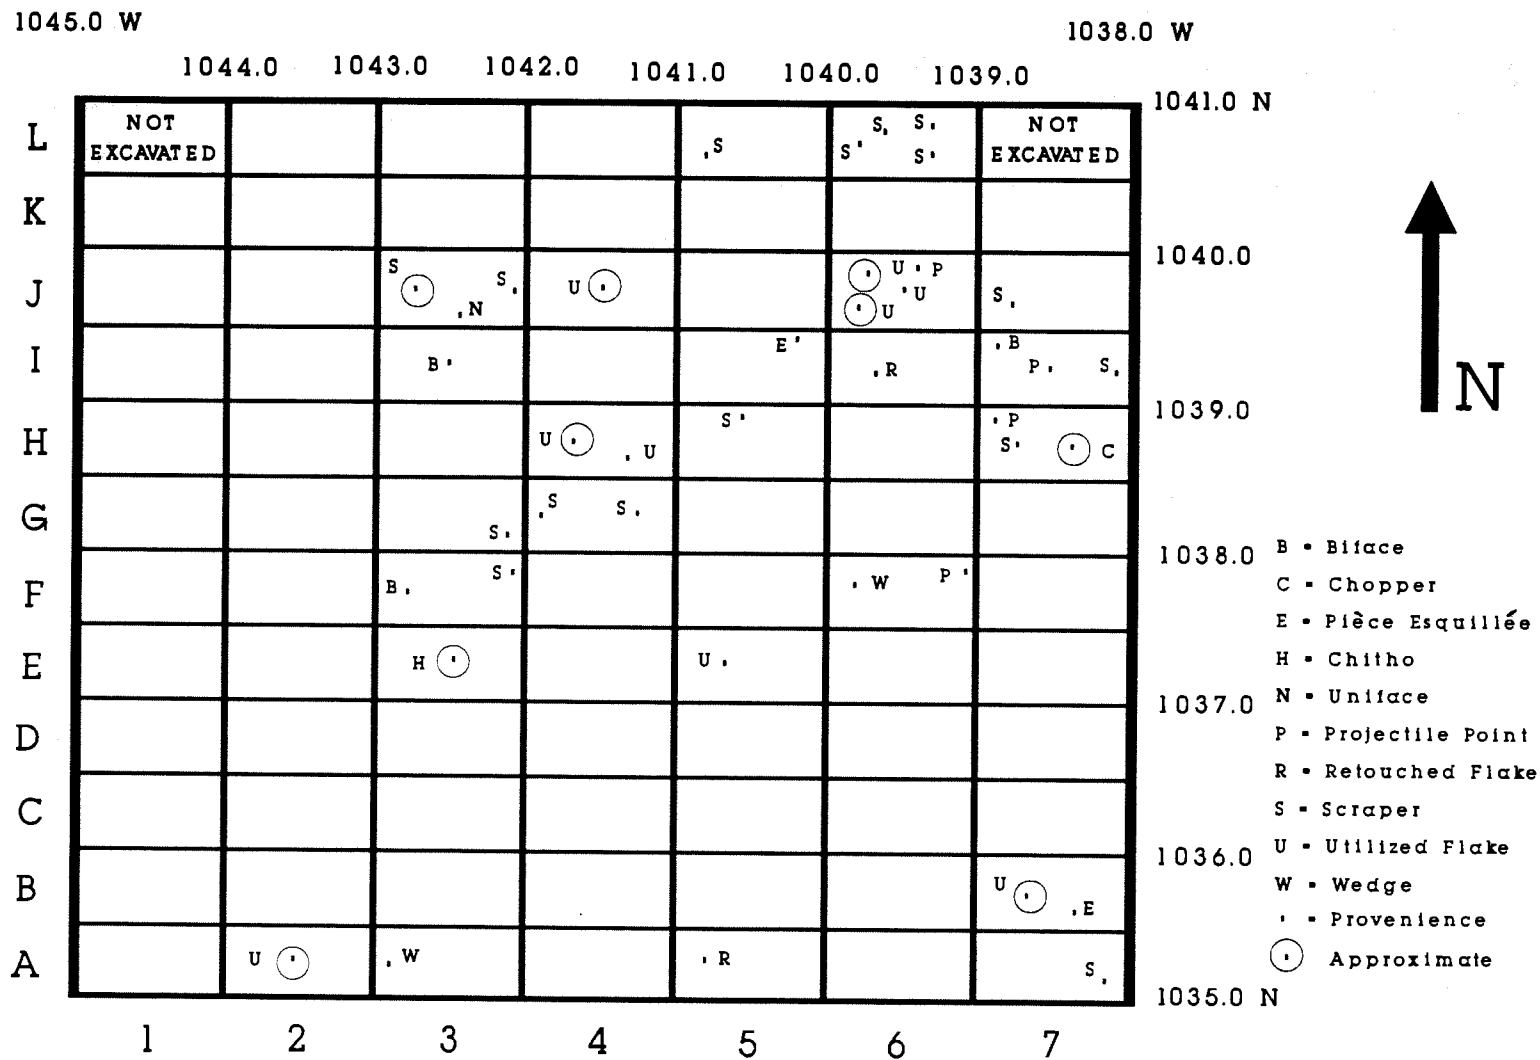 1045.0 W
1038.0 W
1044.0 1043.0 1042.0 1041.0 1040.0 1039.0
1041.0 N
L
NOT
EXCAVATED
S
S
S
S
S
NOT
EXCAVATED
K
1040.0
J
S
S
N
U
U P
U
U
S
N
I
B
E
R
B
P
S
1039.0
H
U
U
S
P
S
C
G
S
S
S
1038.0
F
B
S
W
P
E
H
U
1037.0
D
C
1036.0
B
U
E
A
U
W
R
S
1035.0 N
1 2 3 4 5 6 7
B - Biface
C - Chopper
E - Pièce Esquillée
H - Chitho
N - Uniface
P - Projectile Point
R - Retouched Flake
S - Scraper
U - Utilized Flake
W - Wedge
' - Provenience
Approximate